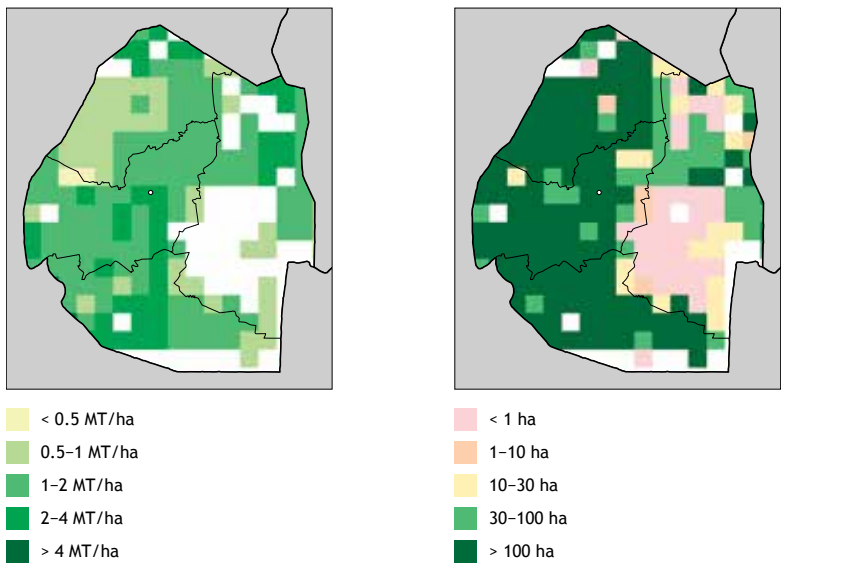 < 0.5 MT/ha
0.5–1 MT/ha
1–2 MT/ha
2–4 MT/ha
> 4 MT/ha
< 1 ha
1–10 ha
10–30 ha
30–100 ha
> 100 ha